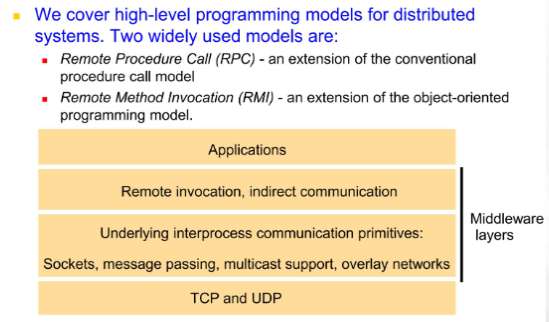 We cover high-level programming models for distributed
systems. Two widely used models are:
Remote Procedure Call (RPC) - an extension of the conventional
procedure call model
Remote Method Invocation (RMI) - an extension of the object-oriented
programming model.
Applications
Remote invocation, indirect communication
Underlying interprocess communication primitives:
Sockets, message passing, multicast support, overlay networks
TCP and UDP
Middleware
layers